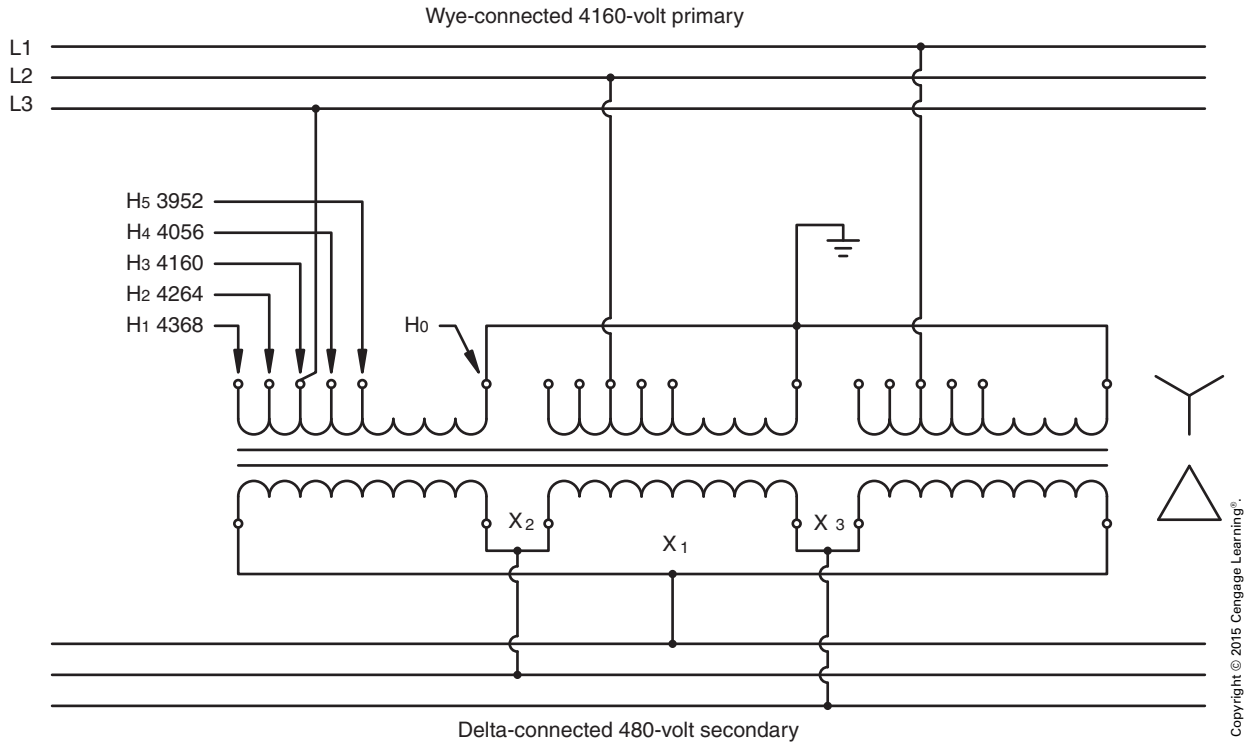 Wye-connected 4160-volt primary
L1
L2
L3
H5 3952
H4 4056
H3 4160
H2 4264
H1 4368
H0
X2
X1
X3
Delta-connected 480-volt secondary
Copyright © 2015 Cengage Learning®.